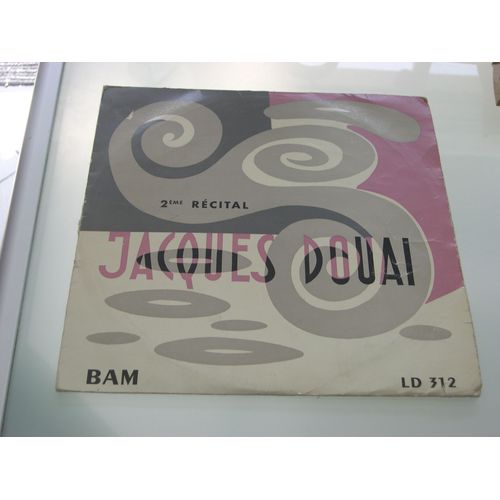 2ÈME RÉCITAL
JACQUES DOUAI
BAM
LD 312